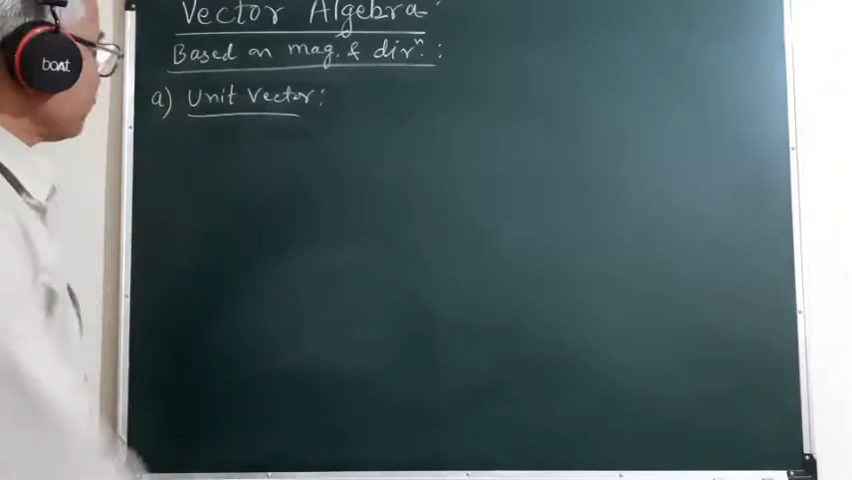 Vector Algebra:
Based on mag. & dirⁿ. :
a) Unit Vector:
boAt